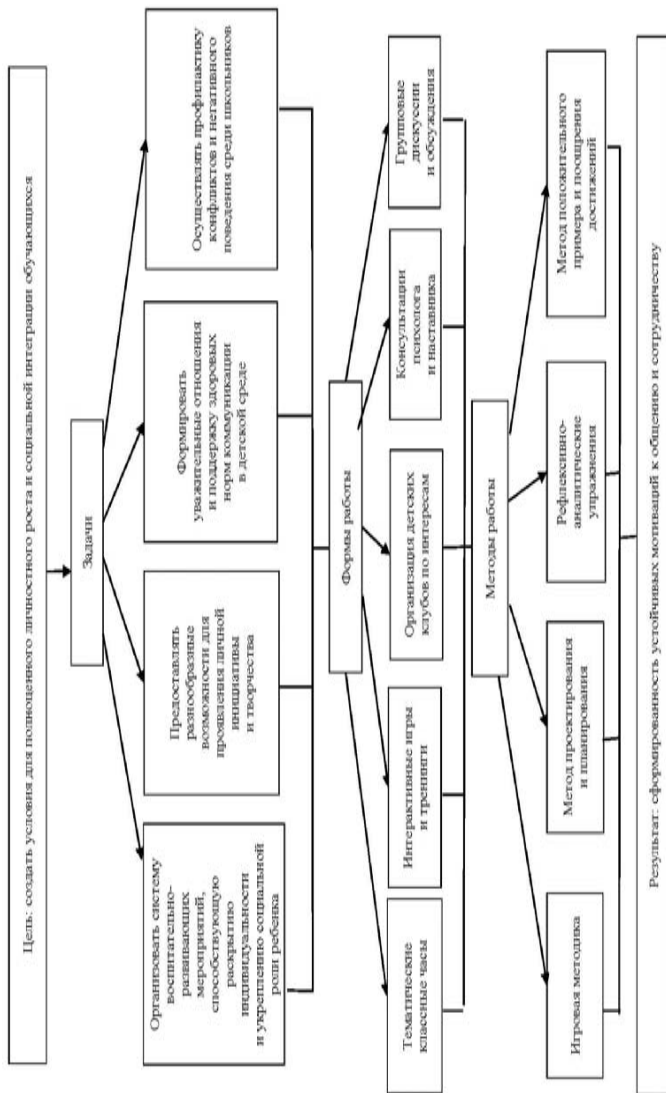 Цель: создать условия для полноценного личностного роста и социальной интеграции обучающихся
Задачи
Организовать систему
воспитательно-
развивающих
мероприятий,
способствующую
раскрытию
индивидуальности
и укреплению социальной
роли ребенка
Предоставлять
разнообразные
возможности для
проявления личной
инициативы
и творчества
Формировать
уважительные отношения
и поддержку здоровых
норм коммуникации
в детской среде
Осуществлять профилактику
конфликтов и негативного
поведения среди школьников
Формы работы
Тематические
классные часы
Интерактивные игры
и тренинги
Организация детских
клубов по интересам
Консультации
психолога
и наставника
Групповые
дискуссии
и обсуждения
Методы работы
Игровая методика
Метод проектирования
и планирования
Рефлексивно-
аналитические
упражнения
Метод положительного
примера и поощрения
достижений
Результат: сформированность устойчивых мотиваций к общению и сотрудничеству